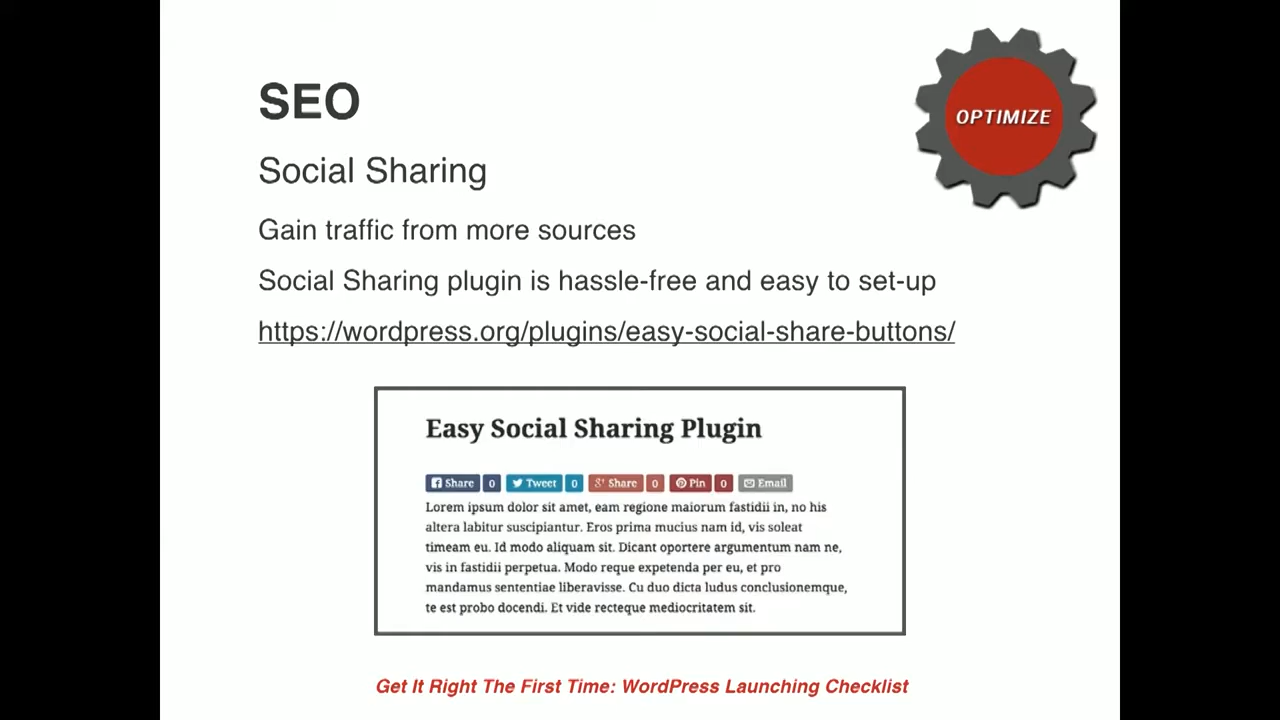 SEO
OPTIMIZE
Social Sharing
Gain traffic from more sources
Social Sharing plugin is hassle-free and easy to set-up
https://wordpress.org/plugins/easy-social-share-buttons/
Easy Social Sharing Plugin
Share 0 Tweet 0 Share 0 Pin 0 Email
Lorem ipsum dolor sit amet, eam regione maiorum fastidii in, no his
altera labitur suscipiantur. Eros prima mucius nam id, vis soleat
timeam eu. Id modo aliquam sit. Dicant oportere argumentum nam ne,
vis in fastidii perpetua. Modo reque expetenda per eu, et pro
mandamus sententiae liberavisse. Cu duo dicta ludus conclusionemque,
te est probo docendi. Et vide recteque mediocritatem sit.
Get It Right The First Time: WordPress Launching Checklist